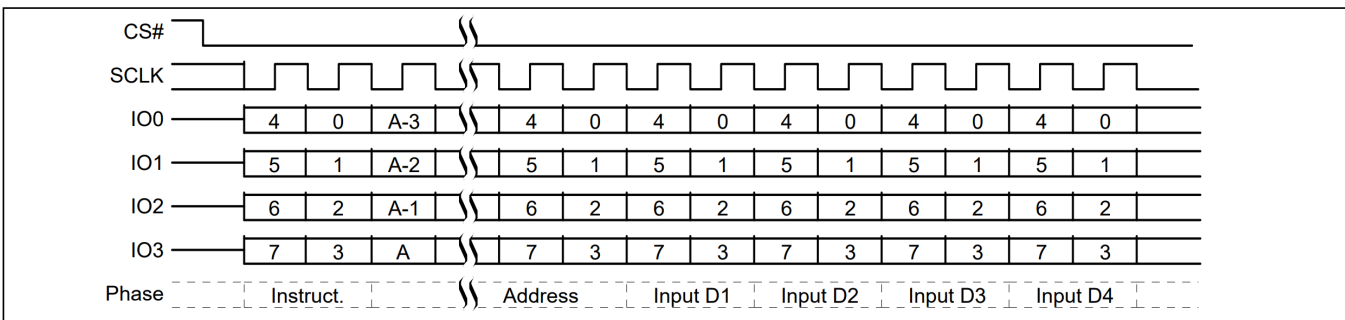 CS#
SCLK
IO0 4 0 A-3 4 0 4 0 4 0 4 0 4 0
IO1 5 1 A-2 5 1 5 1 5 1 5 1 5 1
IO2 6 2 A-1 6 2 6 2 6 2 6 2 6 2
IO3 7 3 A 7 3 7 3 7 3 7 3 7 3
Phase Instruct. Address Input D1 Input D2 Input D3 Input D4